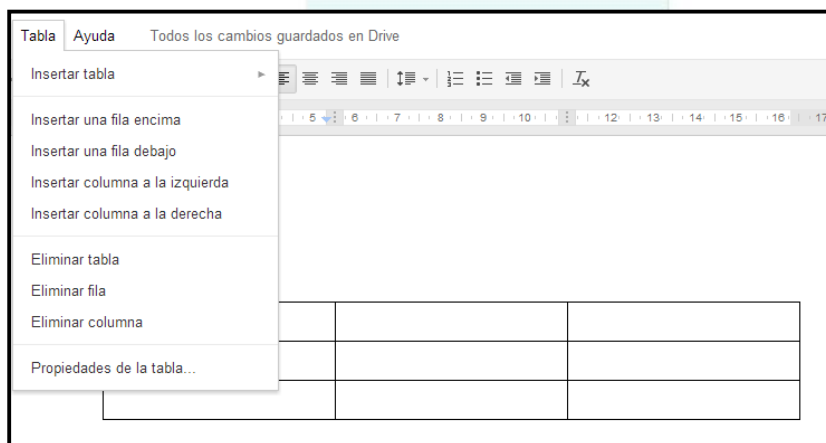 Tabla Ayuda Todos los cambios guardados en Drive
Insertar tabla
5 6 7 8 9 10 12 13 14 15 16 17
Insertar una fila encima
Insertar una fila debajo
Insertar columna a la izquierda
Insertar columna a la derecha
Eliminar tabla
Eliminar fila
Eliminar columna
Propiedades de la tabla...